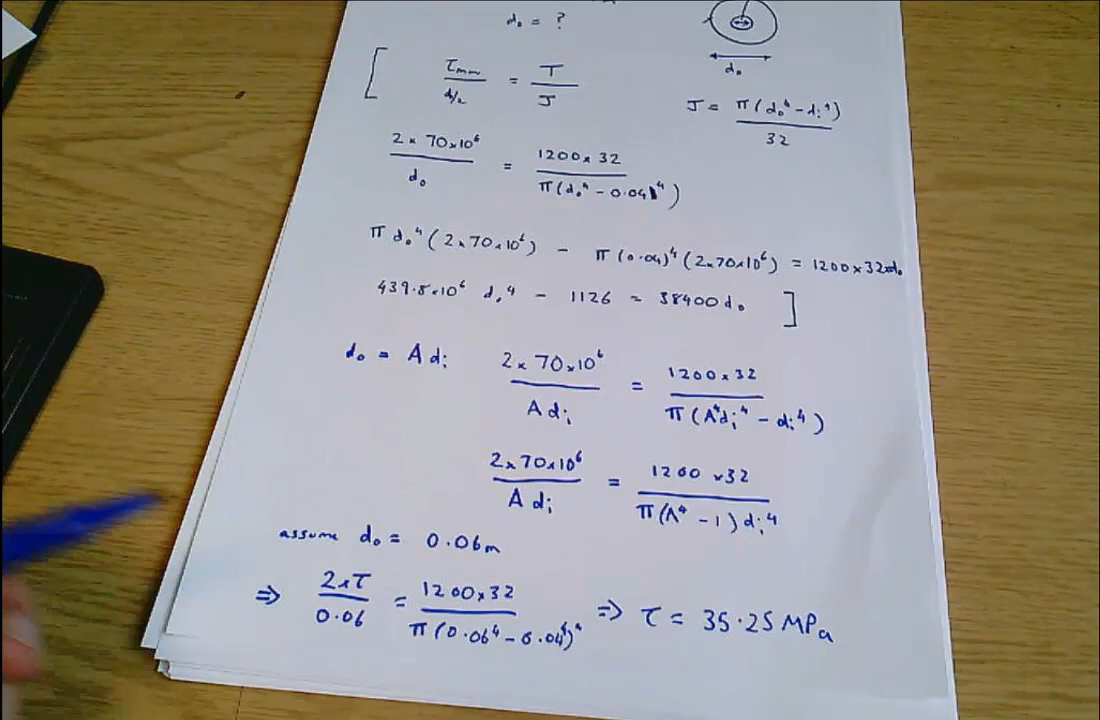 d₀ = ?
d₀
τmax / d/2 = T / J
J = π(d₀⁴ - dᵢ⁴) / 32
2 × 70×10⁶ / d₀ = 1200 × 32 / π(d₀⁴ - 0.04⁴)
π d₀⁴ (2×70×10⁶) - π(0.04)⁴ (2×70×10⁶) = 1200×32×d₀
439.8×10⁶ d₀⁴ - 1126 = 38400 d₀
d₀ = A dᵢ 2 × 70×10⁶ / A dᵢ = 1200×32 / π(A⁴dᵢ⁴ - dᵢ⁴)
2×70×10⁶ / A dᵢ = 1200 ×32 / π(A⁴ - 1) dᵢ⁴
assume d₀ = 0.06m
⇒ 2×τ / 0.06 = 1200×32 / π(0.06⁴ - 0.04⁴) ⇒ τ = 35.25 MPa